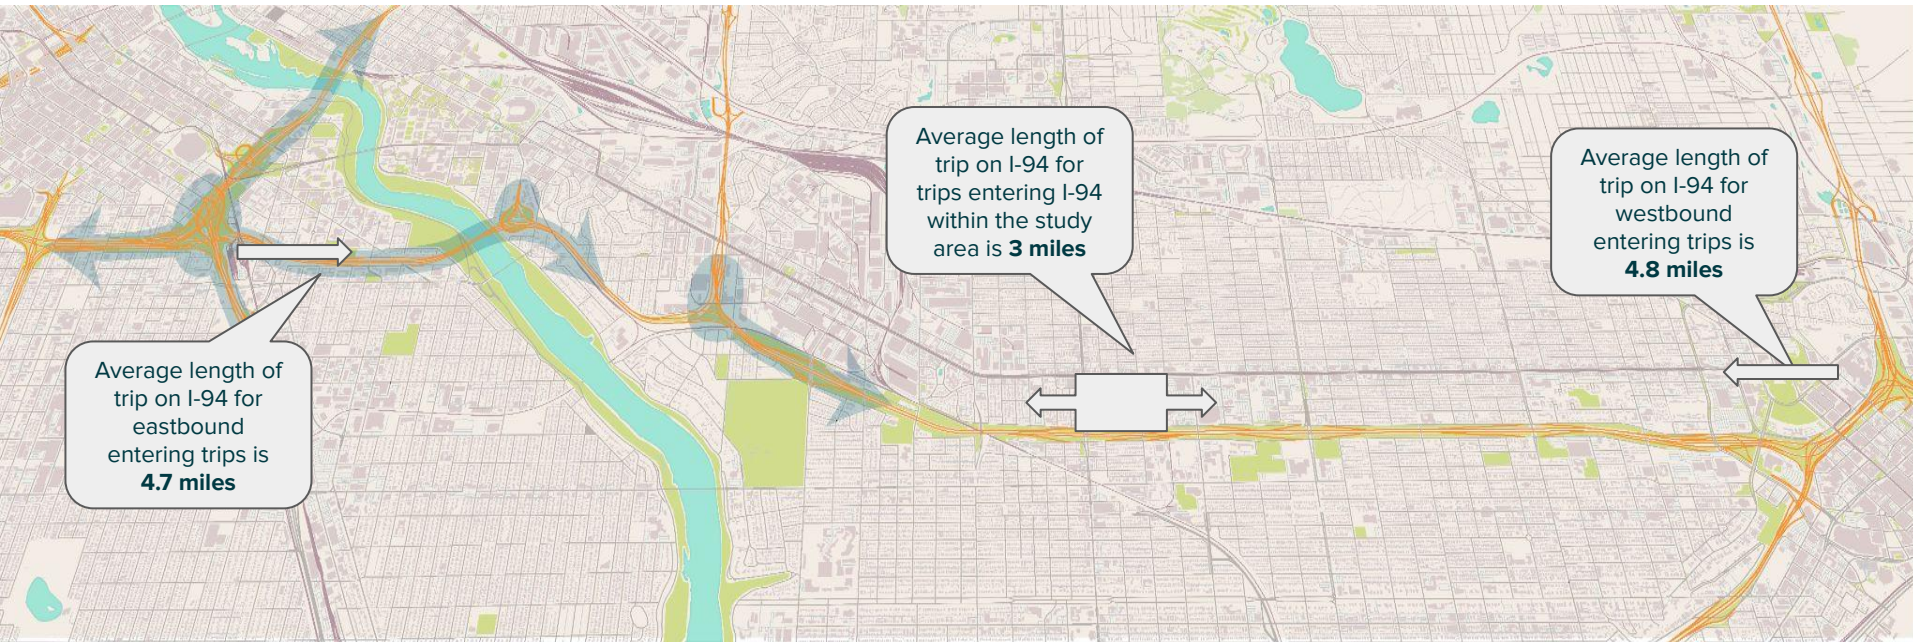 Average length of
trip on I-94 for
eastbound
entering trips is
4.7 miles
Average length of
trip on I-94 for
trips entering I-94
within the study
area is 3 miles
Average length of
trip on I-94 for
westbound
entering trips is
4.8 miles